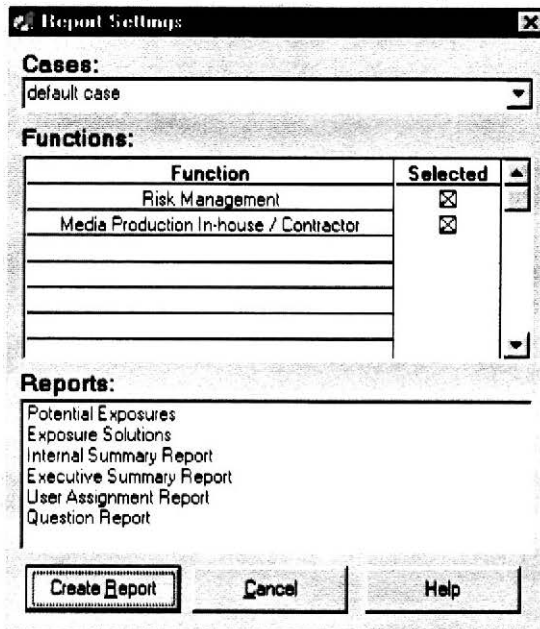 Report Settings
Cases:
default case
Functions:
Function Selected
Risk Management
Media Production In-house / Contractor
Reports:
Potential Exposures
Exposure Solutions
Internal Summary Report
Executive Summary Report
User Assignment Report
Question Report
Create Report Cancel Help